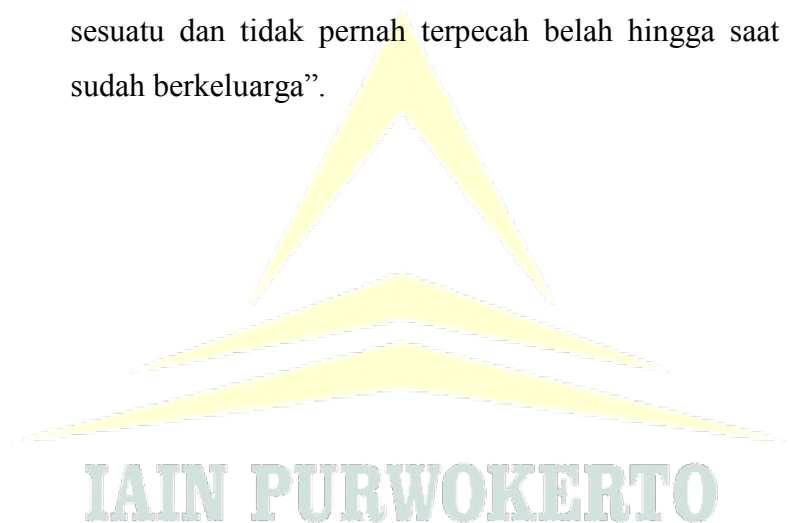 sesuatu dan tidak pernah terpecah belah hingga saat
sudah berkeluarga”.
IAIN PURWOKERTO